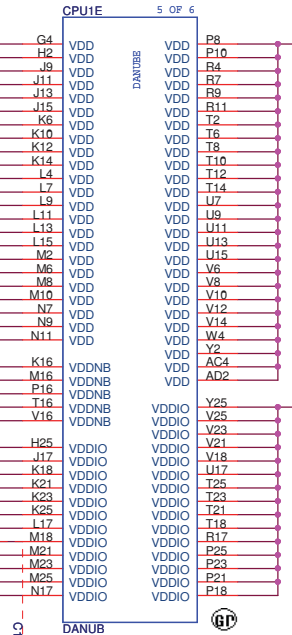 CPU1E 5 OF 6
DANUBE
G4 VDD VDD P8
H2 VDD VDD P10
J9 VDD VDD R4
J11 VDD VDD R7
J13 VDD VDD R9
J15 VDD VDD R11
K6 VDD VDD T2
K10 VDD VDD T6
K12 VDD VDD T8
K14 VDD VDD T10
L4 VDD VDD T12
L7 VDD VDD T14
L9 VDD VDD U7
L11 VDD VDD U9
L13 VDD VDD U11
L15 VDD VDD U13
M2 VDD VDD U15
M6 VDD VDD V6
M8 VDD VDD V8
M10 VDD VDD V10
N7 VDD VDD V12
N9 VDD VDD V14
N11 VDD VDD W4
VDD Y2
K16 VDDNB VDD AC4
M16 VDDNB VDD AD2
P16 VDDNB
T16 VDDNB VDDIO Y25
V16 VDDNB VDDIO V25
VDDIO V23
H25 VDDIO VDDIO V21
J17 VDDIO VDDIO V18
K18 VDDIO VDDIO U17
K21 VDDIO VDDIO T25
K23 VDDIO VDDIO T23
K25 VDDIO VDDIO T21
L17 VDDIO VDDIO T18
M18 VDDIO VDDIO R17
M21 VDDIO VDDIO P25
M23 VDDIO VDDIO P23
M25 VDDIO VDDIO P21
N17 VDDIO VDDIO P18
DANUB